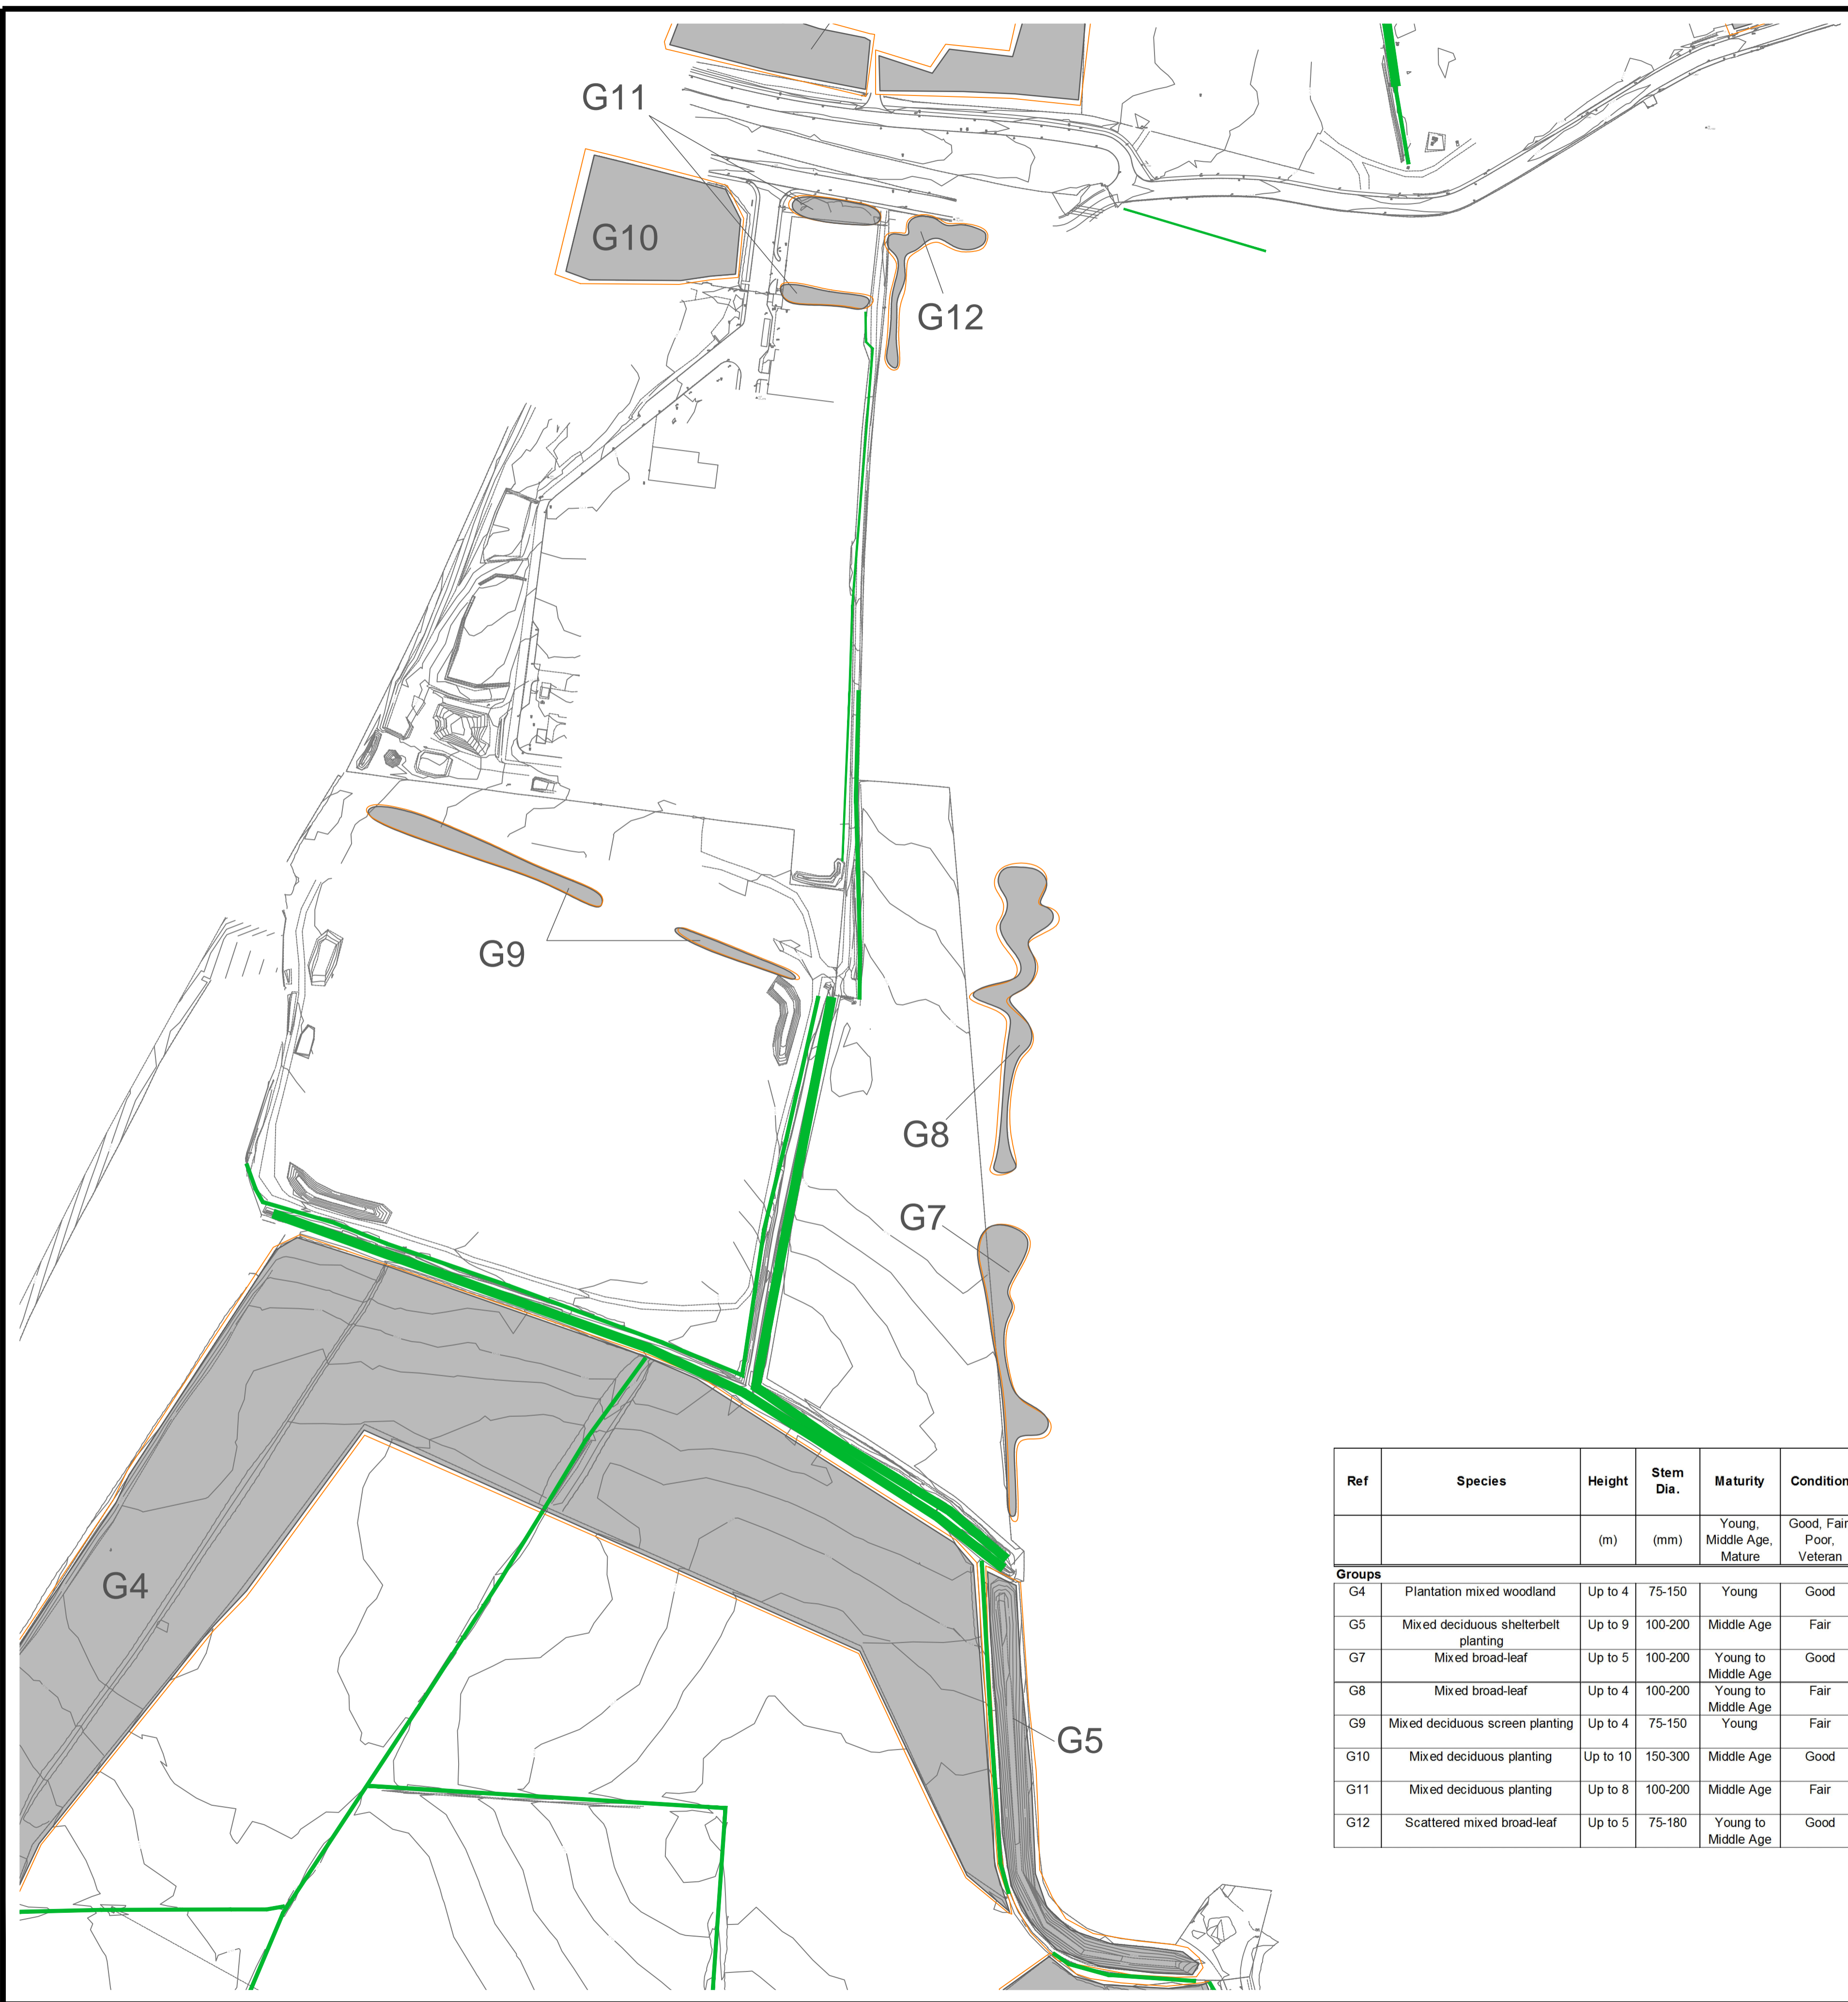 G11
G10
G12
G9
G8
G7
G4
G5
Ref Species Height Stem Dia. Maturity Condition
(m) (mm) Young, Middle Age, Mature Good, Fair Poor, Veteran
Groups
G4 Plantation mixed woodland Up to 4 75-150 Young Good
G5 Mixed deciduous shelterbelt planting Up to 9 100-200 Middle Age Fair
G7 Mixed broad-leaf Up to 5 100-200 Young to Middle Age Good
G8 Mixed broad-leaf Up to 4 100-200 Young to Middle Age Fair
G9 Mixed deciduous screen planting Up to 4 75-150 Young Fair
G10 Mixed deciduous planting Up to 10 150-300 Middle Age Good
G11 Mixed deciduous planting Up to 8 100-200 Middle Age Fair
G12 Scattered mixed broad-leaf Up to 5 75-180 Young to Middle Age Good